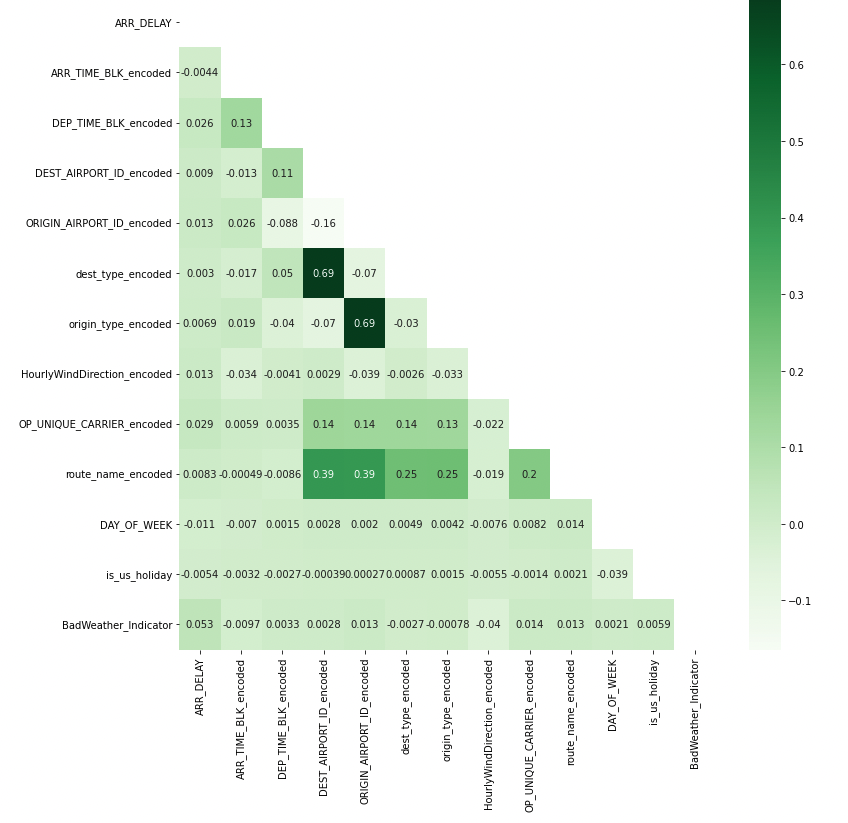 ARR_DELAY
ARR_TIME_BLK_encoded -0.0044
DEP_TIME_BLK_encoded 0.026 0.13
DEST_AIRPORT_ID_encoded 0.009 -0.013 0.11
ORIGIN_AIRPORT_ID_encoded 0.013 0.026 -0.088 -0.16
dest_type_encoded 0.003 -0.017 0.05 0.69 -0.07
origin_type_encoded 0.0069 0.019 -0.04 -0.07 0.69 -0.03
HourlyWindDirection_encoded 0.013 -0.034 -0.0041 0.0029 -0.039 -0.0026 -0.033
OP_UNIQUE_CARRIER_encoded 0.029 0.0059 0.0035 0.14 0.14 0.14 0.13 -0.022
route_name_encoded 0.0083 -0.00049 -0.0086 0.39 0.39 0.25 0.25 -0.019 0.2
DAY_OF_WEEK -0.011 -0.007 0.0015 0.0028 0.002 0.0049 0.0042 -0.0076 0.0082 0.014
is_us_holiday -0.0054 -0.0032 -0.0027 -0.00039 0.00027 0.00087 0.0015 -0.0055 -0.0014 0.0021 -0.039
BadWeather_Indicator 0.053 -0.0097 0.0033 0.0028 0.013 -0.0027 -0.00078 -0.04 0.014 0.013 0.0021 0.0059
ARR_DELAY
ARR_TIME_BLK_encoded
DEP_TIME_BLK_encoded
DEST_AIRPORT_ID_encoded
ORIGIN_AIRPORT_ID_encoded
dest_type_encoded
origin_type_encoded
HourlyWindDirection_encoded
OP_UNIQUE_CARRIER_encoded
route_name_encoded
DAY_OF_WEEK
is_us_holiday
BadWeather_Indicator
0.6
0.5
0.4
0.3
0.2
0.1
0.0
−0.1